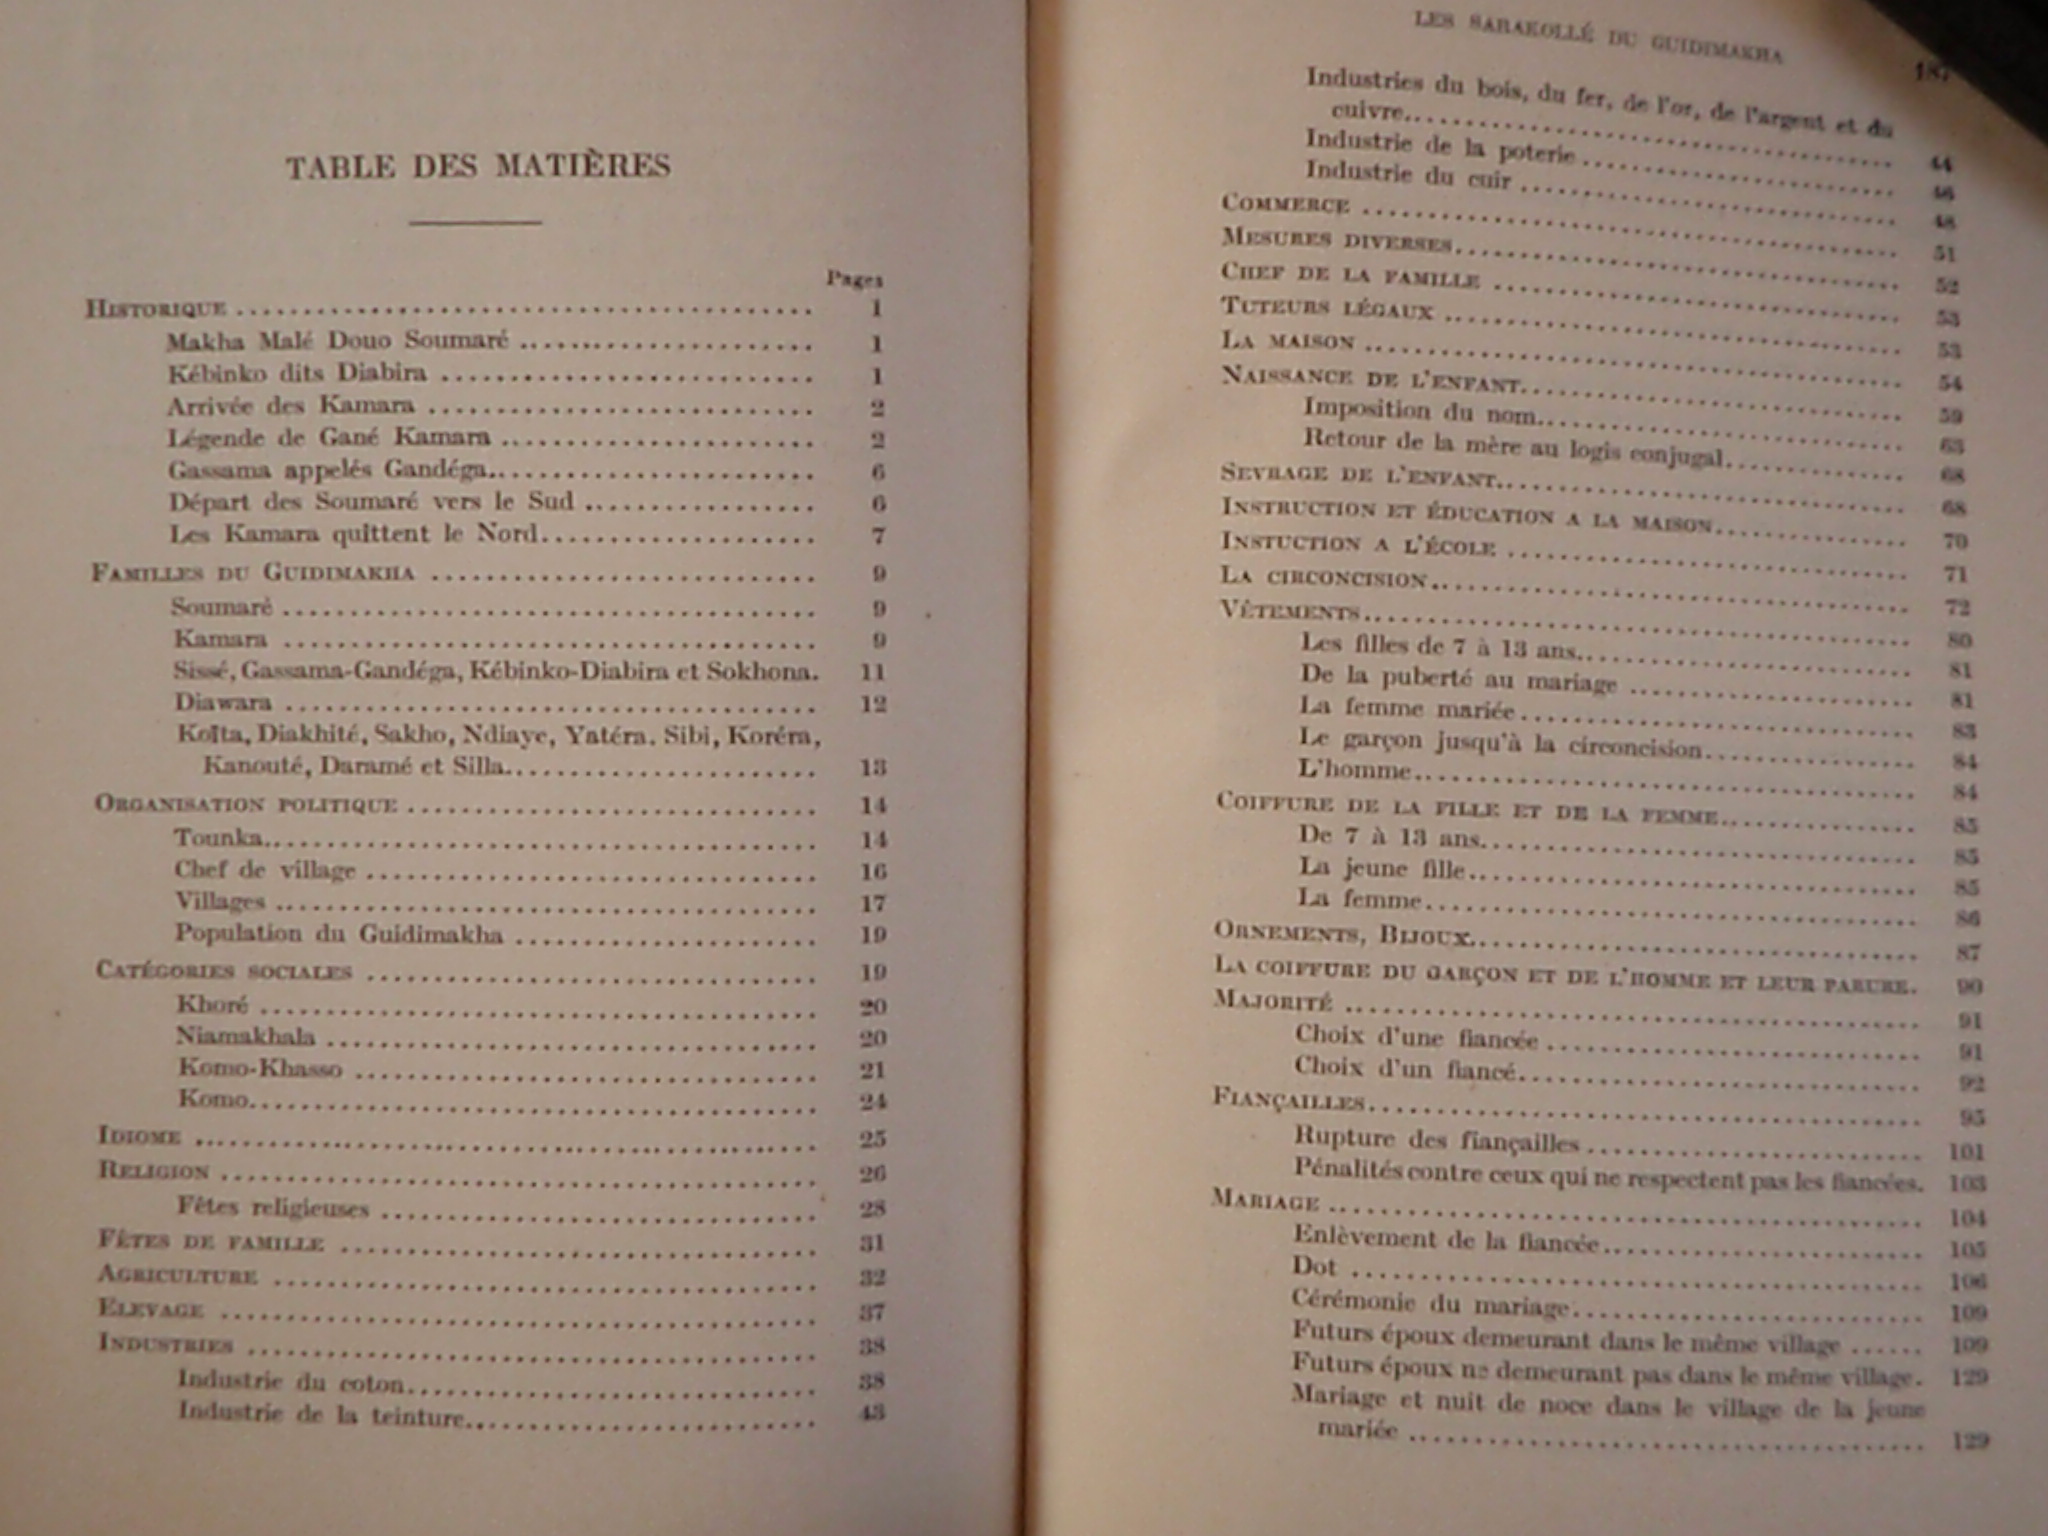 TABLE DES MATIÈRES
Pages
HISTORIQUE ........ 1
Makha Malé Douo Soumaré ........ 1
Kébinko dits Diabira ........ 1
Arrivée des Kamara ........ 2
Légende de Gané Kamara ........ 2
Gassama appelés Gandéga ........ 6
Départ des Soumaré vers le Sud ........ 6
Les Kamara quittent le Nord ........ 7
FAMILLES DU GUIDIMAKHA ........ 9
Soumaré ........ 9
Kamara ........ 9
Sissé, Gassama-Gandéga, Kébinko-Diabira et Sokhona. 11
Diawara ........ 12
Koïta, Diakhité, Sakho, Ndiaye, Yatéra. Sibi, Koréra,
Kanouté, Daramé et Silla ........ 13
ORGANISATION POLITIQUE ........ 14
Tounka ........ 14
Chef de village ........ 16
Villages ........ 17
Population du Guidimakha ........ 19
CATÉGORIES SOCIALES ........ 19
Khoré ........ 20
Niamakhala ........ 20
Komo-Khasso ........ 21
Komo ........ 24
IDIOME ........ 25
RELIGION ........ 26
Fêtes religieuses ........ 28
FÊTES DE FAMILLE ........ 31
AGRICULTURE ........ 32
ELEVAGE ........ 37
INDUSTRIES ........ 38
Industrie du coton ........ 38
Industrie de la teinture ........ 43
LES SARAKOLLÉ DU GUIDIMAKHA 187
Industries du bois, du fer, de l'or, de l'argent et du
cuivre ........ 44
Industrie de la poterie ........ 46
Industrie du cuir ........ 48
COMMERCE ........ 51
MESURES DIVERSES ........ 52
CHEF DE LA FAMILLE ........ 53
TUTEURS LÉGAUX ........ 53
LA MAISON ........ 54
NAISSANCE DE L'ENFANT ........ 59
Imposition du nom ........ 63
Retour de la mère au logis conjugal ........ 68
SEVRAGE DE L'ENFANT ........ 68
INSTRUCTION ET ÉDUCATION A LA MAISON ........ 70
INSTUCTION A L'ÉCOLE ........ 71
LA CIRCONCISION ........ 72
VÊTEMENTS ........ 80
Les filles de 7 à 13 ans ........ 81
De la puberté au mariage ........ 81
La femme mariée ........ 83
Le garçon jusqu'à la circoncision ........ 84
L'homme ........ 84
COIFFURE DE LA FILLE ET DE LA FEMME ........ 85
De 7 à 13 ans ........ 85
La jeune fille ........ 85
La femme ........ 86
ORNEMENTS, BIJOUX ........ 87
LA COIFFURE DU GARÇON ET DE L'HOMME ET LEUR PARURE. 90
MAJORITÉ ........ 91
Choix d'une fiancée ........ 91
Choix d'un fiancé ........ 92
FIANÇAILLES ........ 95
Rupture des fiançailles ........ 101
Pénalités contre ceux qui ne respectent pas les fiancées. 103
MARIAGE ........ 104
Enlèvement de la fiancée ........ 105
Dot ........ 106
Cérémonie du mariage ........ 109
Futurs époux demeurant dans le même village ...... 109
Futurs époux ne demeurant pas dans le même village. 129
Mariage et nuit de noce dans le village de la jeune
mariée ........ 129